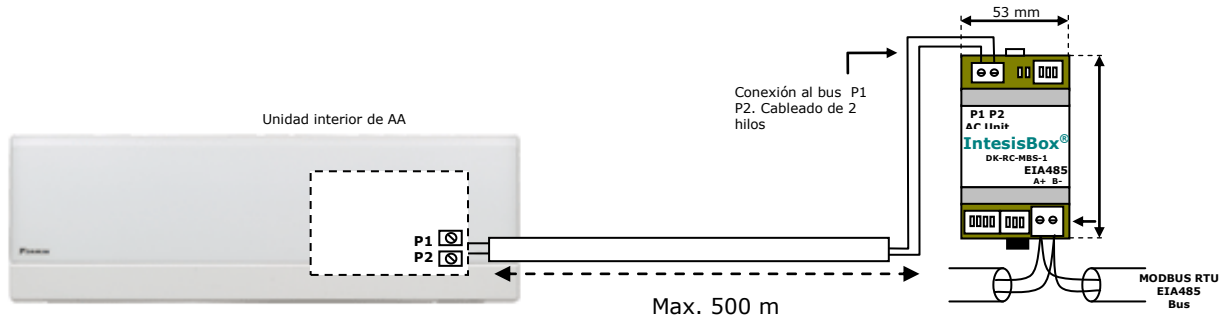 53 mm
Conexión al bus P1
P2. Cableado de 2
hilos
Unidad interior de AA
P1 P2
AC Unit
IntesisBox®
DK-RC-MBS-1
EIA485
A+ B-
P1
P2
Max. 500 m
MODBUS RTU
EIA485
Bus